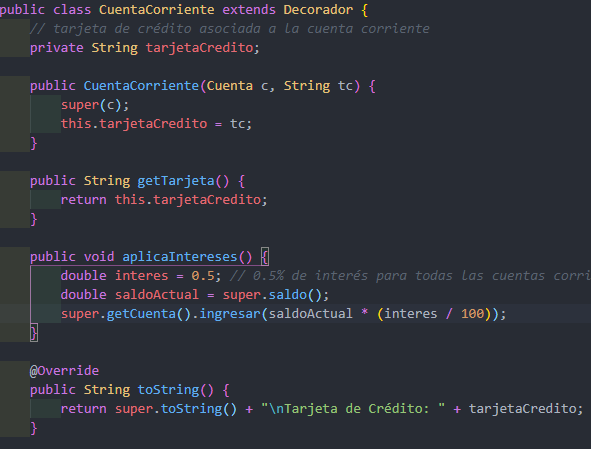 public class CuentaCorriente extends Decorador {
// tarjeta de crédito asociada a la cuenta corriente
private String tarjetaCredito;
public CuentaCorriente(Cuenta c, String tc) {
super(c);
this.tarjetaCredito = tc;
}
public String getTarjeta() {
return this.tarjetaCredito;
}
public void aplicaIntereses() {
double interes = 0.5; // 0.5% de interés para todas las cuentas corri
double saldoActual = super.saldo();
super.getCuenta().ingresar(saldoActual * (interes / 100));
}
@Override
public String toString() {
return super.toString() + "\nTarjeta de Crédito: " + tarjetaCredito;
}